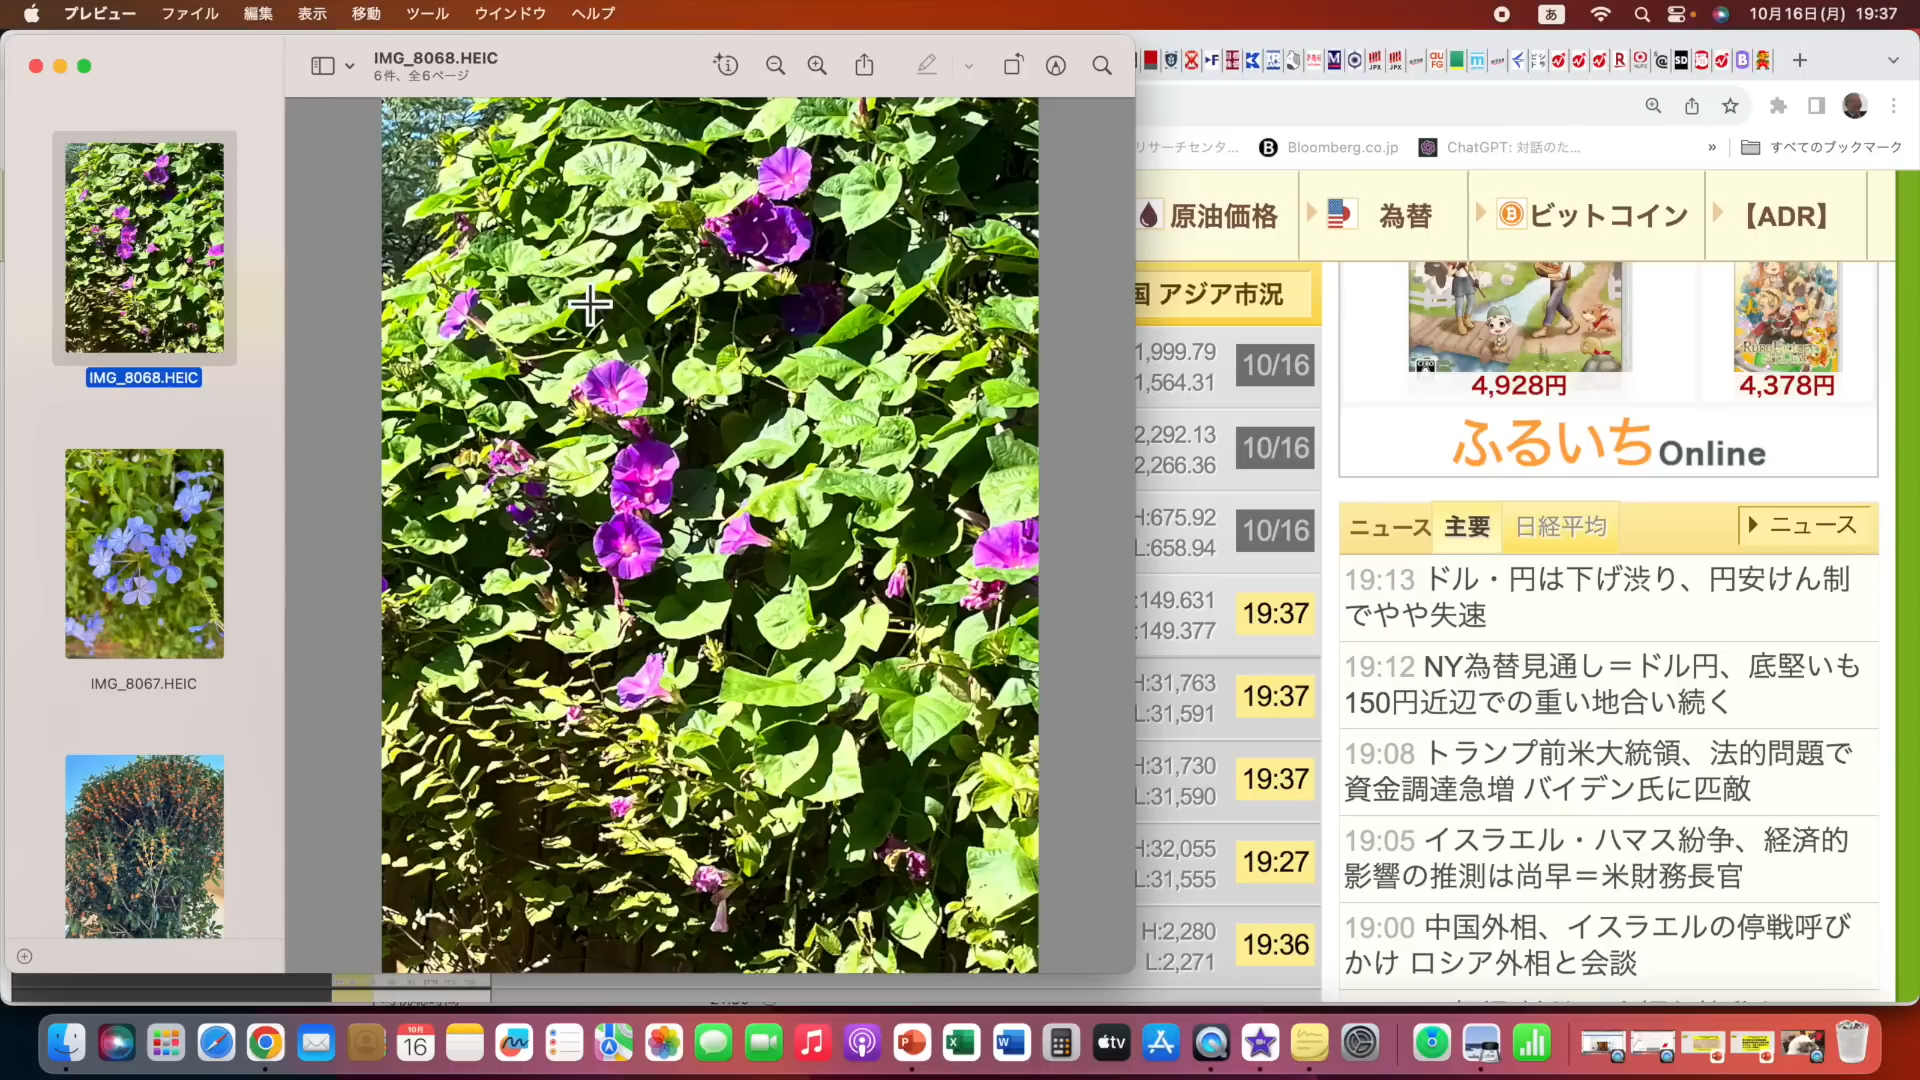 プレビュー ファイル 編集 表示 移動 ツール ウインドウ ヘルプ
あ
10月16日(月) 19:37
IMG_8068.HEIC
6件、全6ページ
IMG_8068.HEIC
IMG_8067.HEIC
リサーチセンタ...
Bloomberg.co.jp
ChatGPT: 対話のた...
»
すべてのブックマーク
原油価格
為替
ビットコイン
【ADR】
国 アジア市況
1,999.79
1,564.31
10/16
2,292.13
2,266.36
10/16
H:675.92
L:658.94
10/16
:149.631
:149.377
19:37
H:31,763
L:31,591
19:37
H:31,730
L:31,590
19:37
H:32,055
L:31,555
19:27
H:2,280
L:2,271
19:36
4,928円
4,378円
ふるいち Online
ニュース 主要 日経平均
ニュース
19:13 ドル・円は下げ渋り、円安けん制
でやや失速
19:12 NY為替見通し＝ドル円、底堅いも
150円近辺での重い地合い続く
19:08 トランプ前米大統領、法的問題で
資金調達急増 バイデン氏に匹敵
19:05 イスラエル・ハマス紛争、経済的
影響の推測は尚早＝米財務長官
19:00 中国外相、イスラエルの停戦呼び
かけ ロシア外相と会談
10月
16
tv